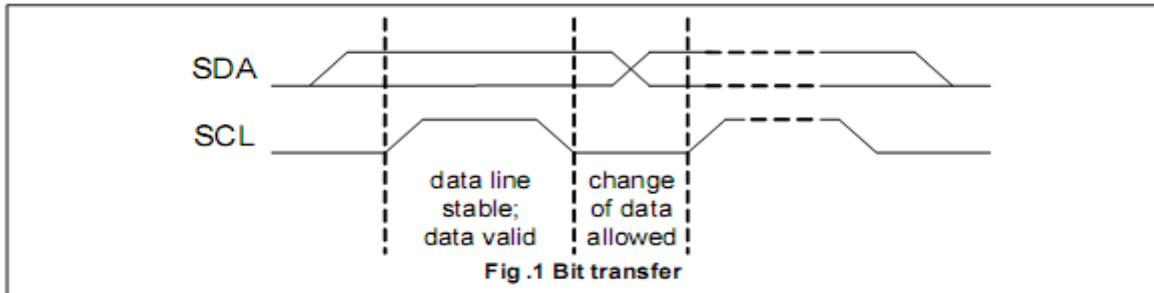 SDA
SCL
data line
stable;
data valid
change
of data
allowed
Fig .1 Bit transfer